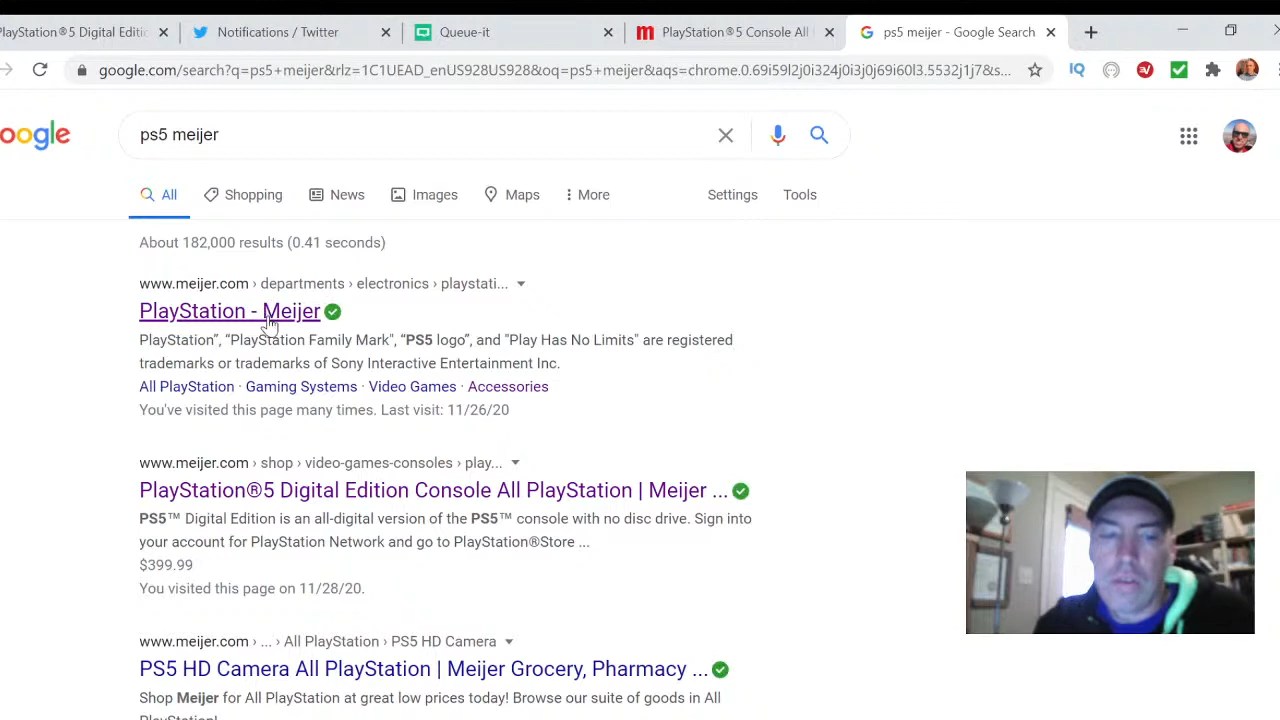 PlayStation®5 Digital Editic
Notifications / Twitter
Queue-it
PlayStation®5 Console All
ps5 meijer - Google Search
google.com/search?q=ps5+meijer&rlz=1C1UEAD_enUS928US928&oq=ps5+meijer&aqs=chrome.0.69i59l2j0i324j0i3j0j69i60l3.5532j1j7&s...
IQ
oogle
ps5 meijer
All
Shopping
News
Images
Maps
More
Settings
Tools
About 182,000 results (0.41 seconds)
www.meijer.com › departments › electronics › playstati...
PlayStation - Meijer
PlayStation”, “PlayStation Family Mark", “PS5 logo”, and "Play Has No Limits" are registered
trademarks or trademarks of Sony Interactive Entertainment Inc.
All PlayStation · Gaming Systems · Video Games · Accessories
You've visited this page many times. Last visit: 11/26/20
www.meijer.com › shop › video-games-consoles › play...
PlayStation®5 Digital Edition Console All PlayStation | Meijer ...
PS5™ Digital Edition is an all-digital version of the PS5™ console with no disc drive. Sign into
your account for PlayStation Network and go to PlayStation®Store ...
$399.99
You visited this page on 11/28/20.
www.meijer.com › ... › All PlayStation › PS5 HD Camera
PS5 HD Camera All PlayStation | Meijer Grocery, Pharmacy ...
Shop Meijer for All PlayStation at great low prices today! Browse our suite of goods in All
PlayStation!